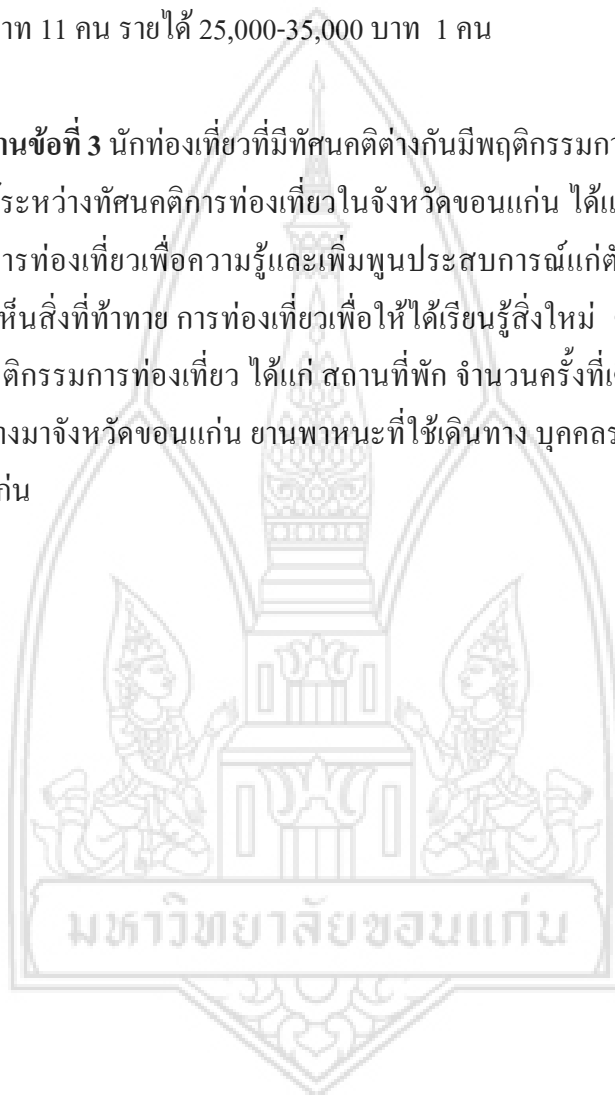 าท 11 คน รายได้ 25,000-35,000 บาท 1 คน
านข้อที่ 3 นักท่องเที่ยวที่มีทัศนคติต่างกันมีพฤติกรรมกา
ระหว่างทัศนคติการท่องเที่ยวในจังหวัดขอนแก่น ได้แ
ารท่องเที่ยวเพื่อความรู้และเพิ่มพูนประสบการณ์แก่ตั
ห็นสิ่งที่ท้าทาย การท่องเที่ยวเพื่อให้ได้เรียนรู้สิ่งใหม่
ติกรรมการท่องเที่ยว ได้แก่ สถานที่พัก จำนวนครั้งที่เ
างมาจังหวัดขอนแก่น ยานพาหนะที่ใช้เดินทาง บุคคลร
ก่น
มหาวิทยาลัยขอนแก่น